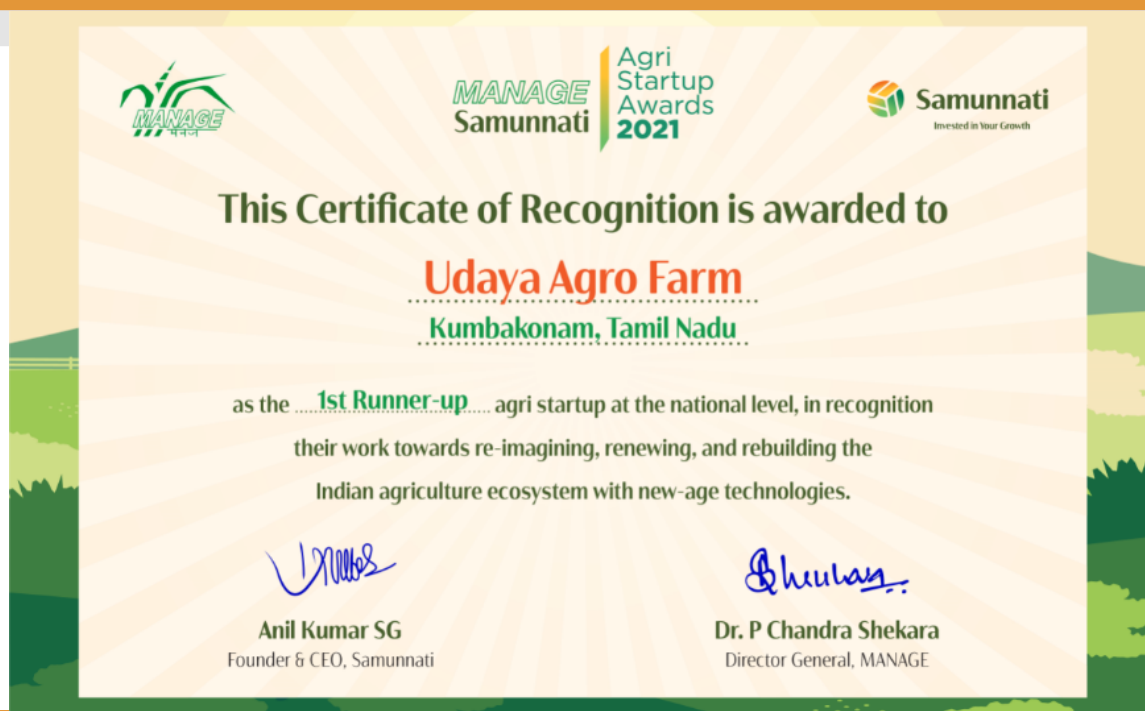 MANAGE
मैनेज
MANAGE
Samunnati
Agri
Startup
Awards
2021
Samunnati
Invested in Your Growth
This Certificate of Recognition is awarded to
Udaya Agro Farm
Kumbakonam, Tamil Nadu
as the 1st Runner-up agri startup at the national level, in recognition
their work towards re-imagining, renewing, and rebuilding the
Indian agriculture ecosystem with new-age technologies.
Anil Kumar SG
Founder & CEO, Samunnati
Dr. P Chandra Shekara
Director General, MANAGE